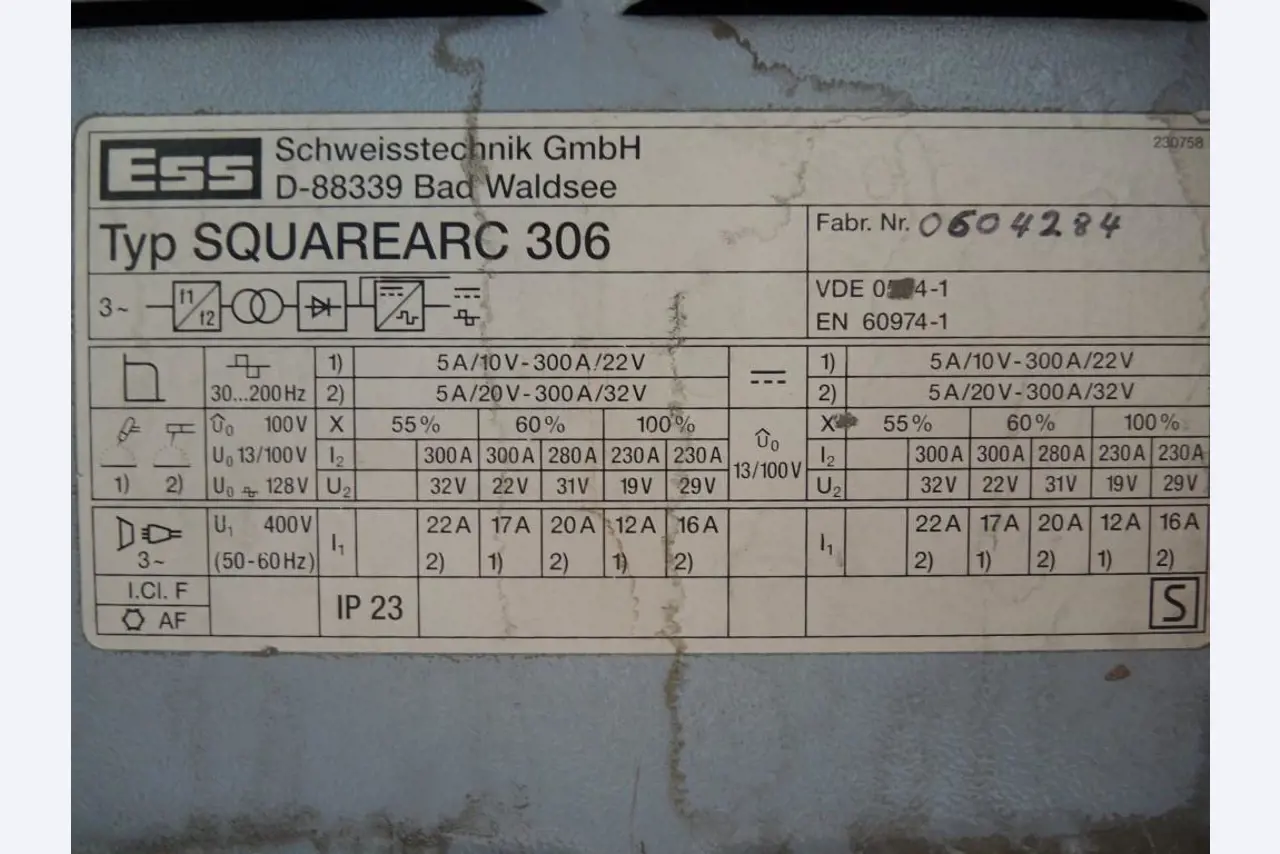 ESS Schweisstechnik GmbH
D-88339 Bad Waldsee
230758
Typ SQUAREARC 306
Fabr. Nr. 0604284
3~ f1 f2
VDE 0 4-1
EN 60974-1
30...200Hz 1) 5A/10V-300A/22V 1) 5A/10V-300A/22V
2) 5A/20V-300A/32V 2) 5A/20V-300A/32V
Û0 100V X 55% 60% 100% Û0 13/100V X 55% 60% 100%
U0 13/100V I2 300A 300A 280A 230A 230A I2 300A 300A 280A 230A 230A
1) 2) U0 128V U2 32V 22V 31V 19V 29V U2 32V 22V 31V 19V 29V
3~ U1 400V I1 22A 17A 20A 12A 16A I1 22A 17A 20A 12A 16A
(50-60Hz) 2) 1) 2) 1) 2) 2) 1) 2) 1) 2)
I.Cl. F
AF
IP 23
S